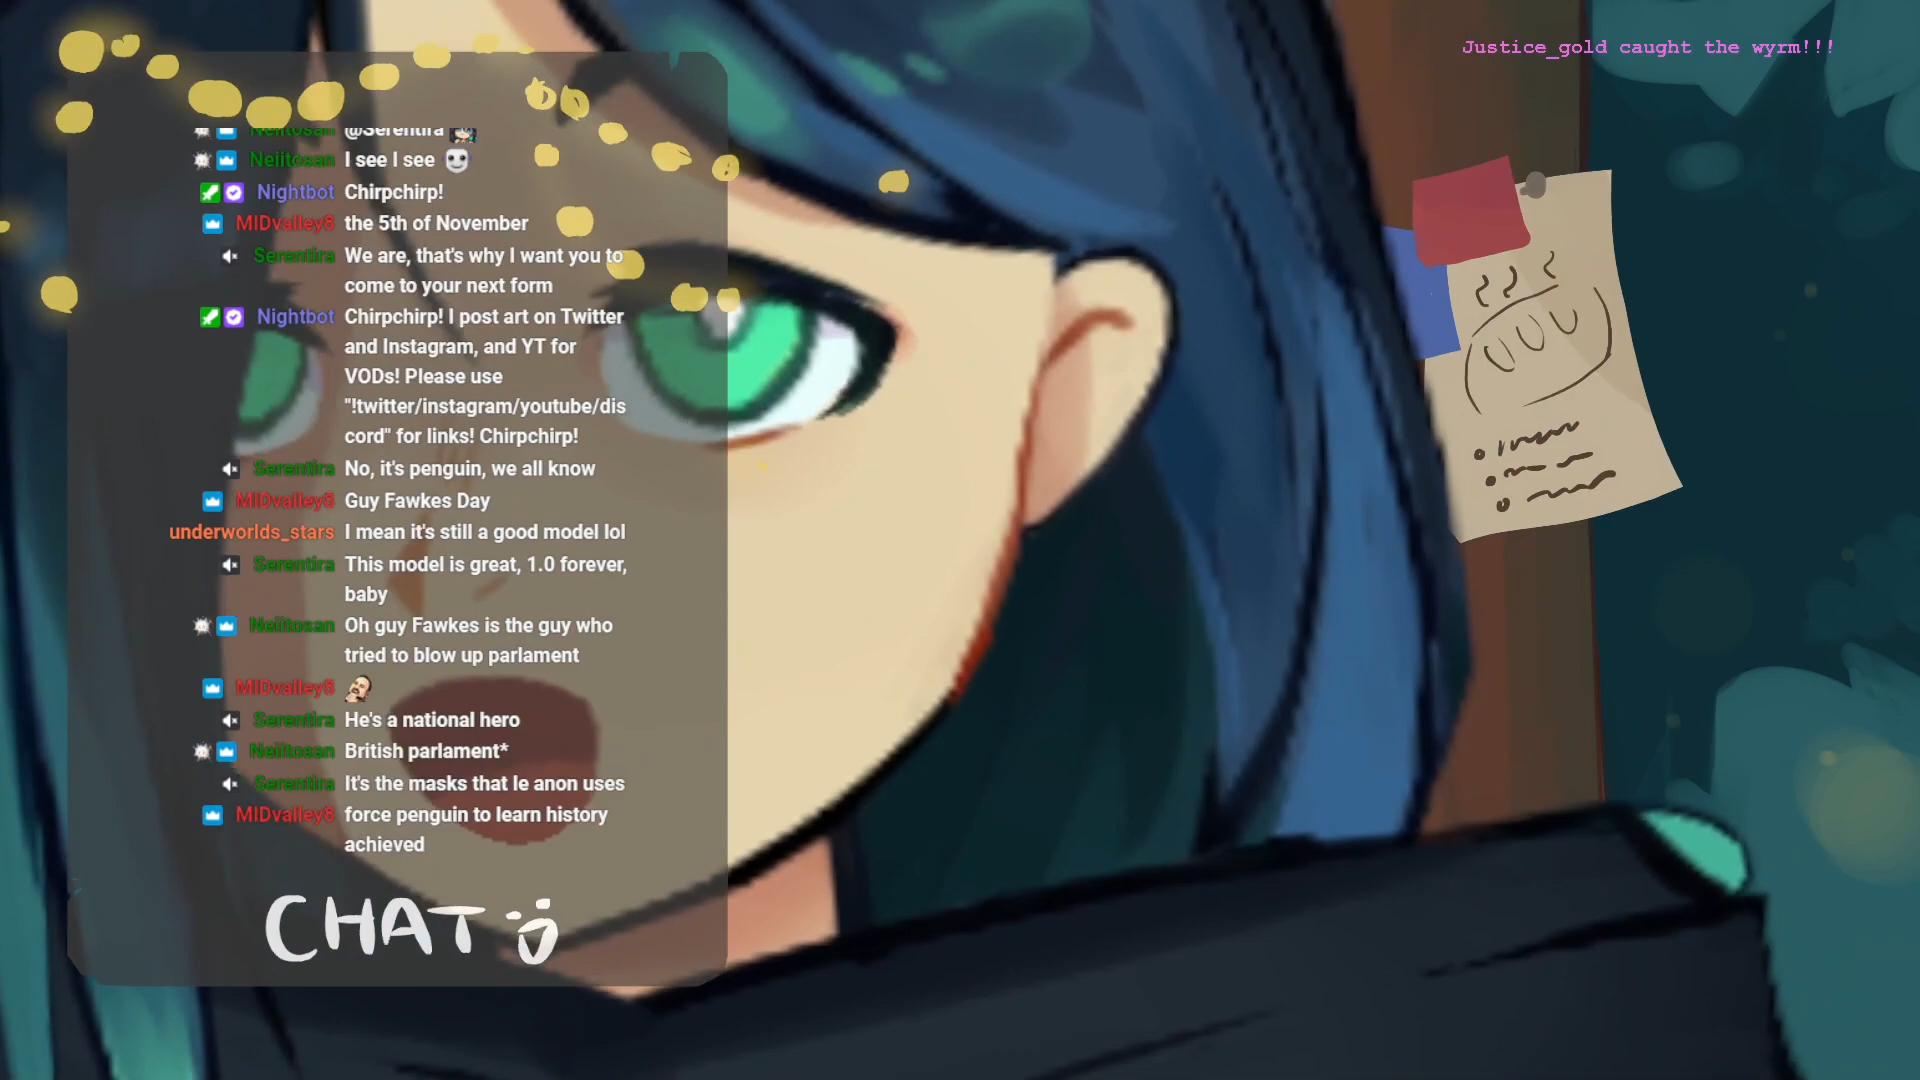 Justice_gold caught the wyrm!!!
Neiitosan @Serentira
Neiitosan I see I see
Nightbot Chirpchirp!
MIDvalley8 the 5th of November
Serentira We are, that's why I want you to
come to your next form
Nightbot Chirpchirp! I post art on Twitter
and Instagram, and YT for
VODs! Please use
"!twitter/instagram/youtube/dis
cord" for links! Chirpchirp!
Serentira No, it's penguin, we all know
MIDvalley8 Guy Fawkes Day
underworlds_stars I mean it's still a good model lol
Serentira This model is great, 1.0 forever,
baby
Neiitosan Oh guy Fawkes is the guy who
tried to blow up parlament
MIDvalley8
Serentira He's a national hero
Neiitosan British parlament*
Serentira It's the masks that le anon uses
MIDvalley8 force penguin to learn history
achieved
CHAT